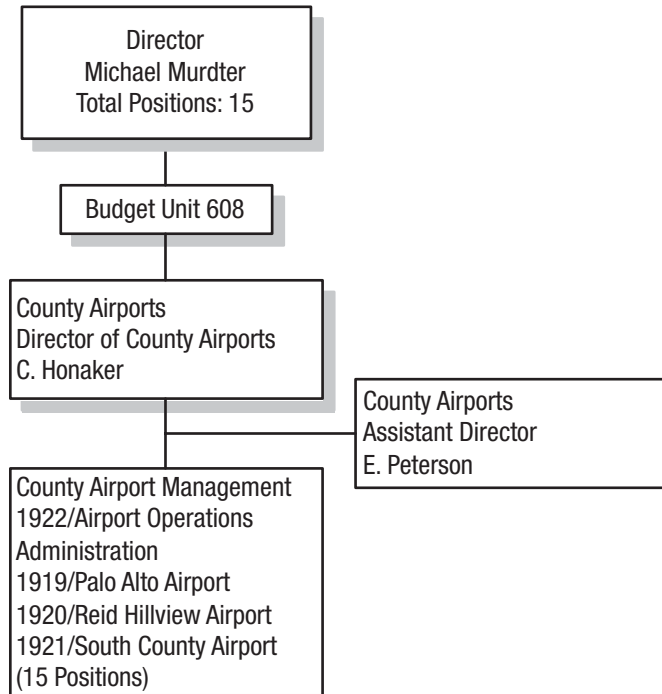 Director
Michael Murdter
Total Positions: 15
Budget Unit 608
County Airports
Director of County Airports
C. Honaker
County Airports
Assistant Director
E. Peterson
County Airport Management
1922/Airport Operations
Administration
1919/Palo Alto Airport
1920/Reid Hillview Airport
1921/South County Airport
(15 Positions)